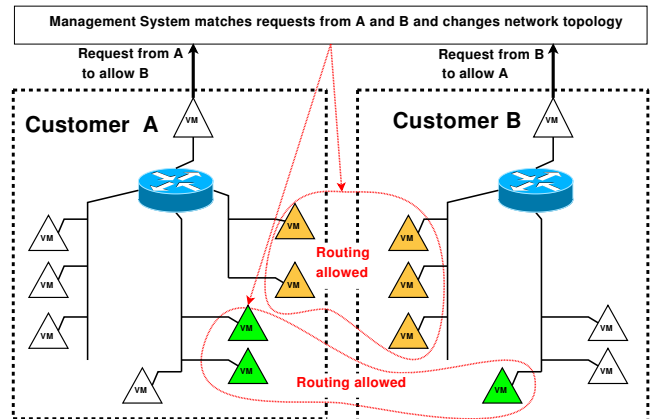 Management System matches requests from A and B and changes network topology
Request from A
to allow B
Request from B
to allow A
VM
VM
Customer A
Customer B
VM
VM
VM
VM
VM
VM
Routing
allowed
VM
VM
VM
VM
VM
VM
VM
VM
Routing allowed
VM
VM